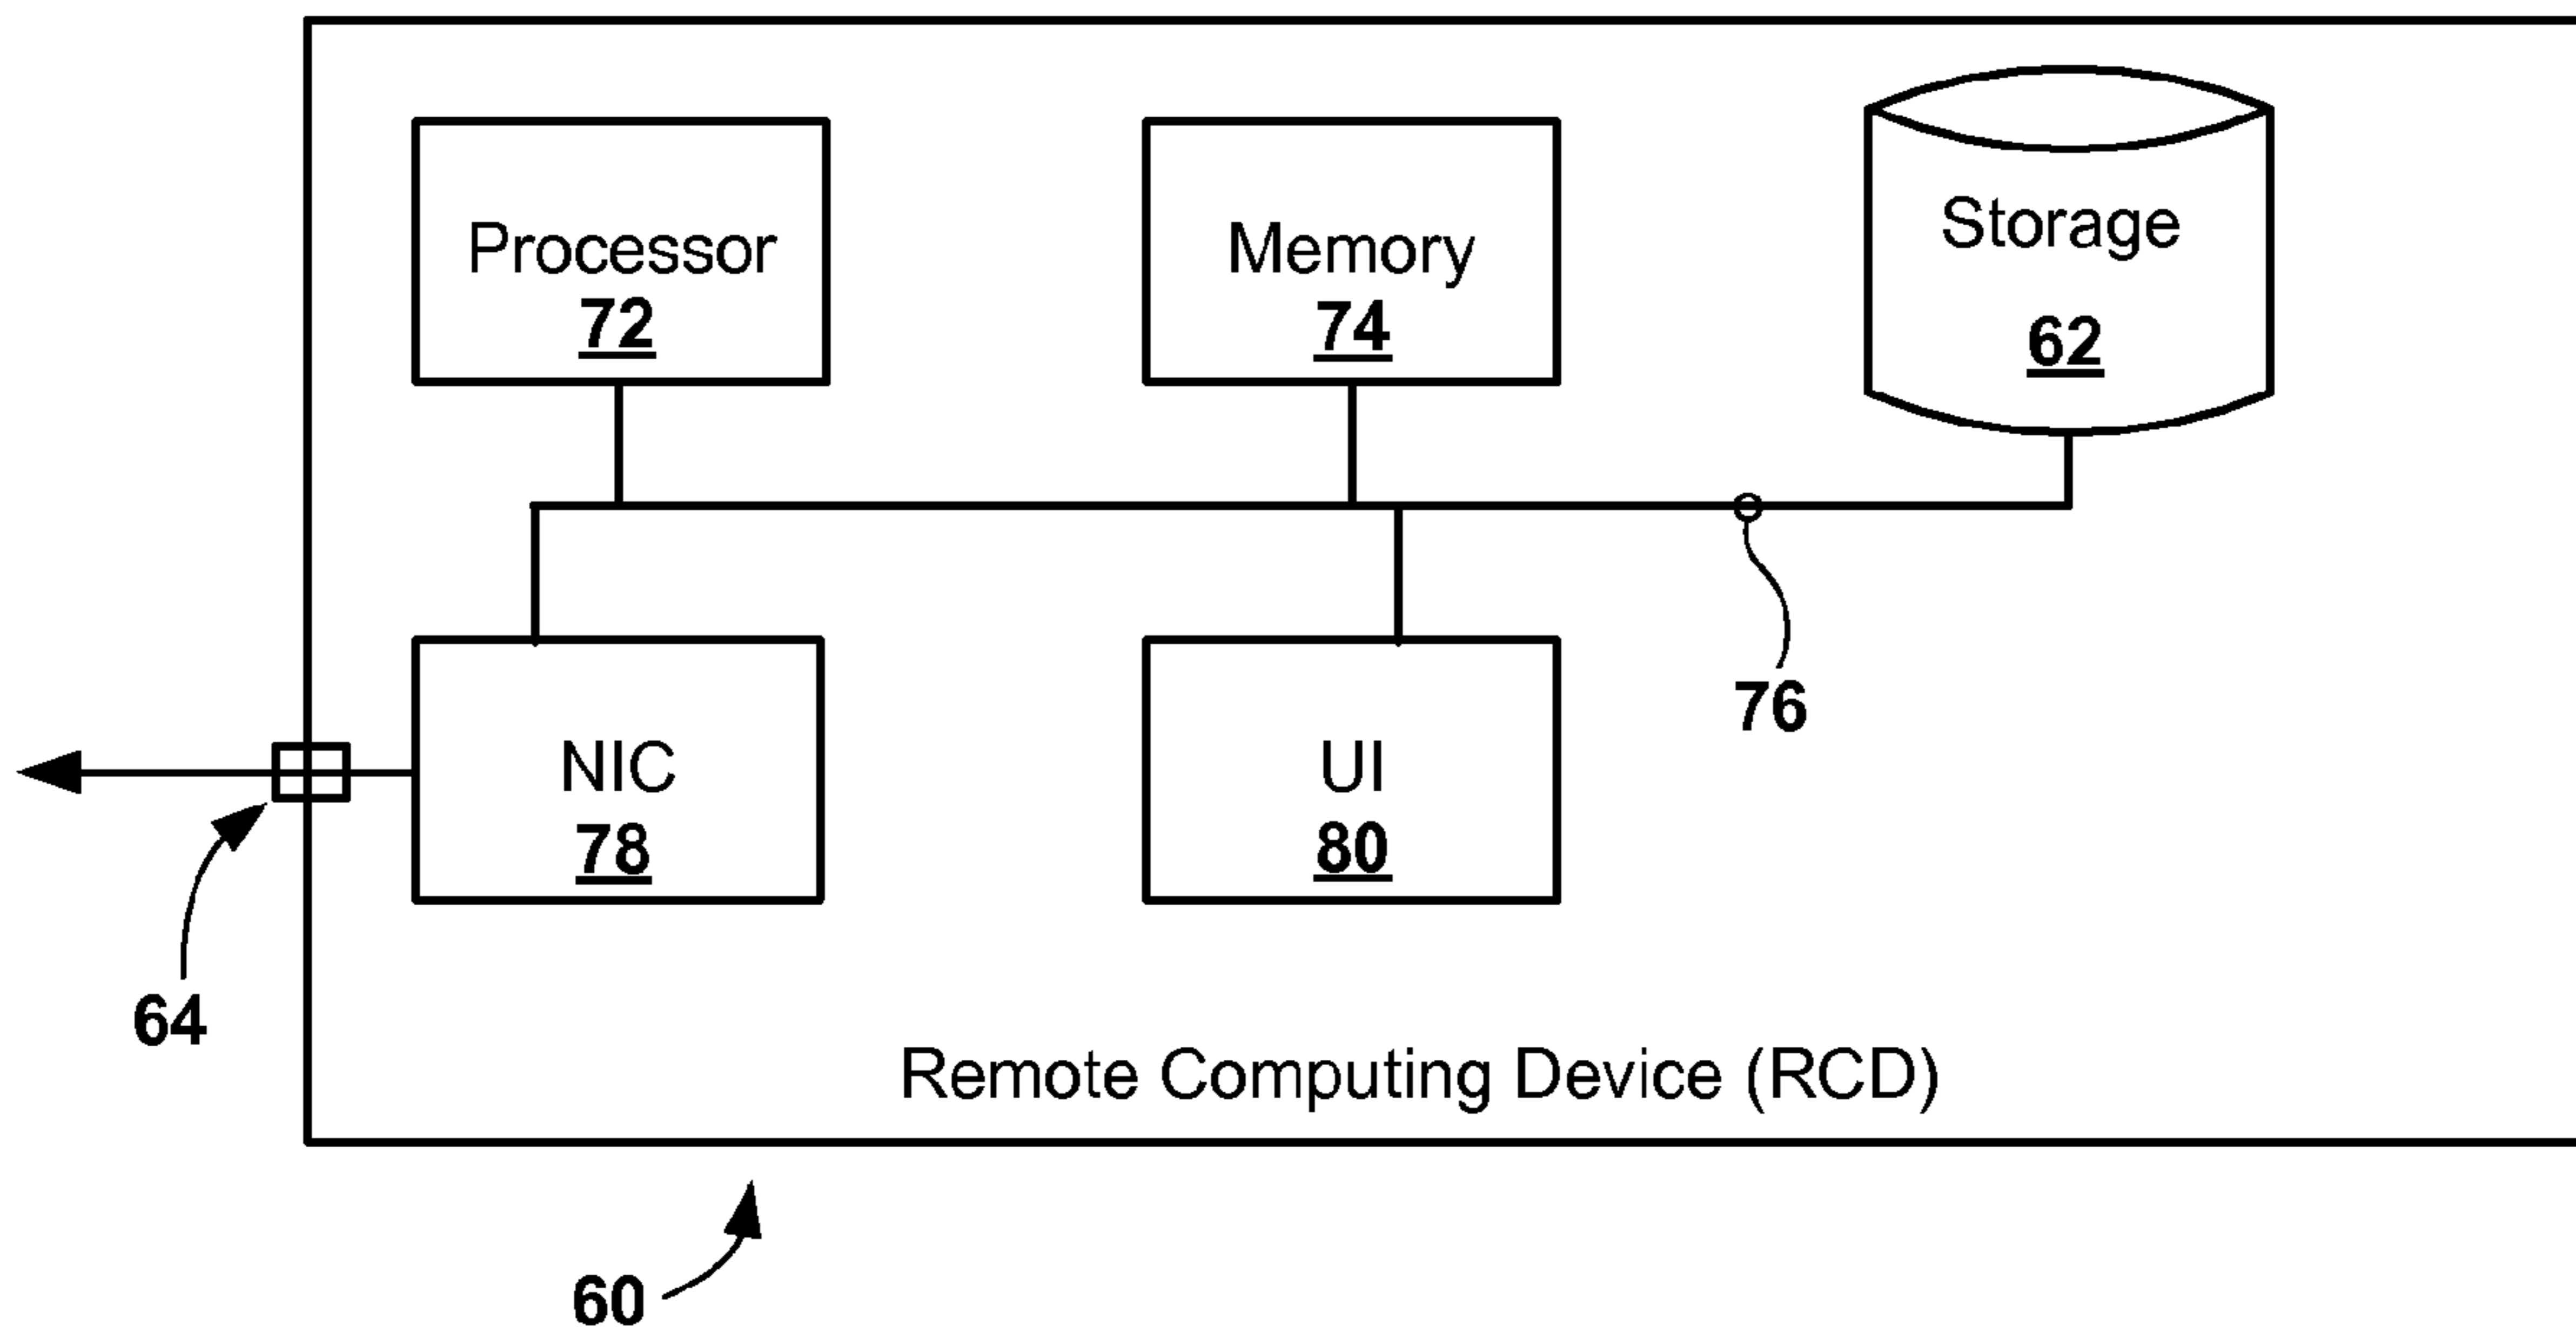 Processor
72
Memory
74
Storage
62
76
NIC
78
UI
80
64
Remote Computing Device (RCD)
60